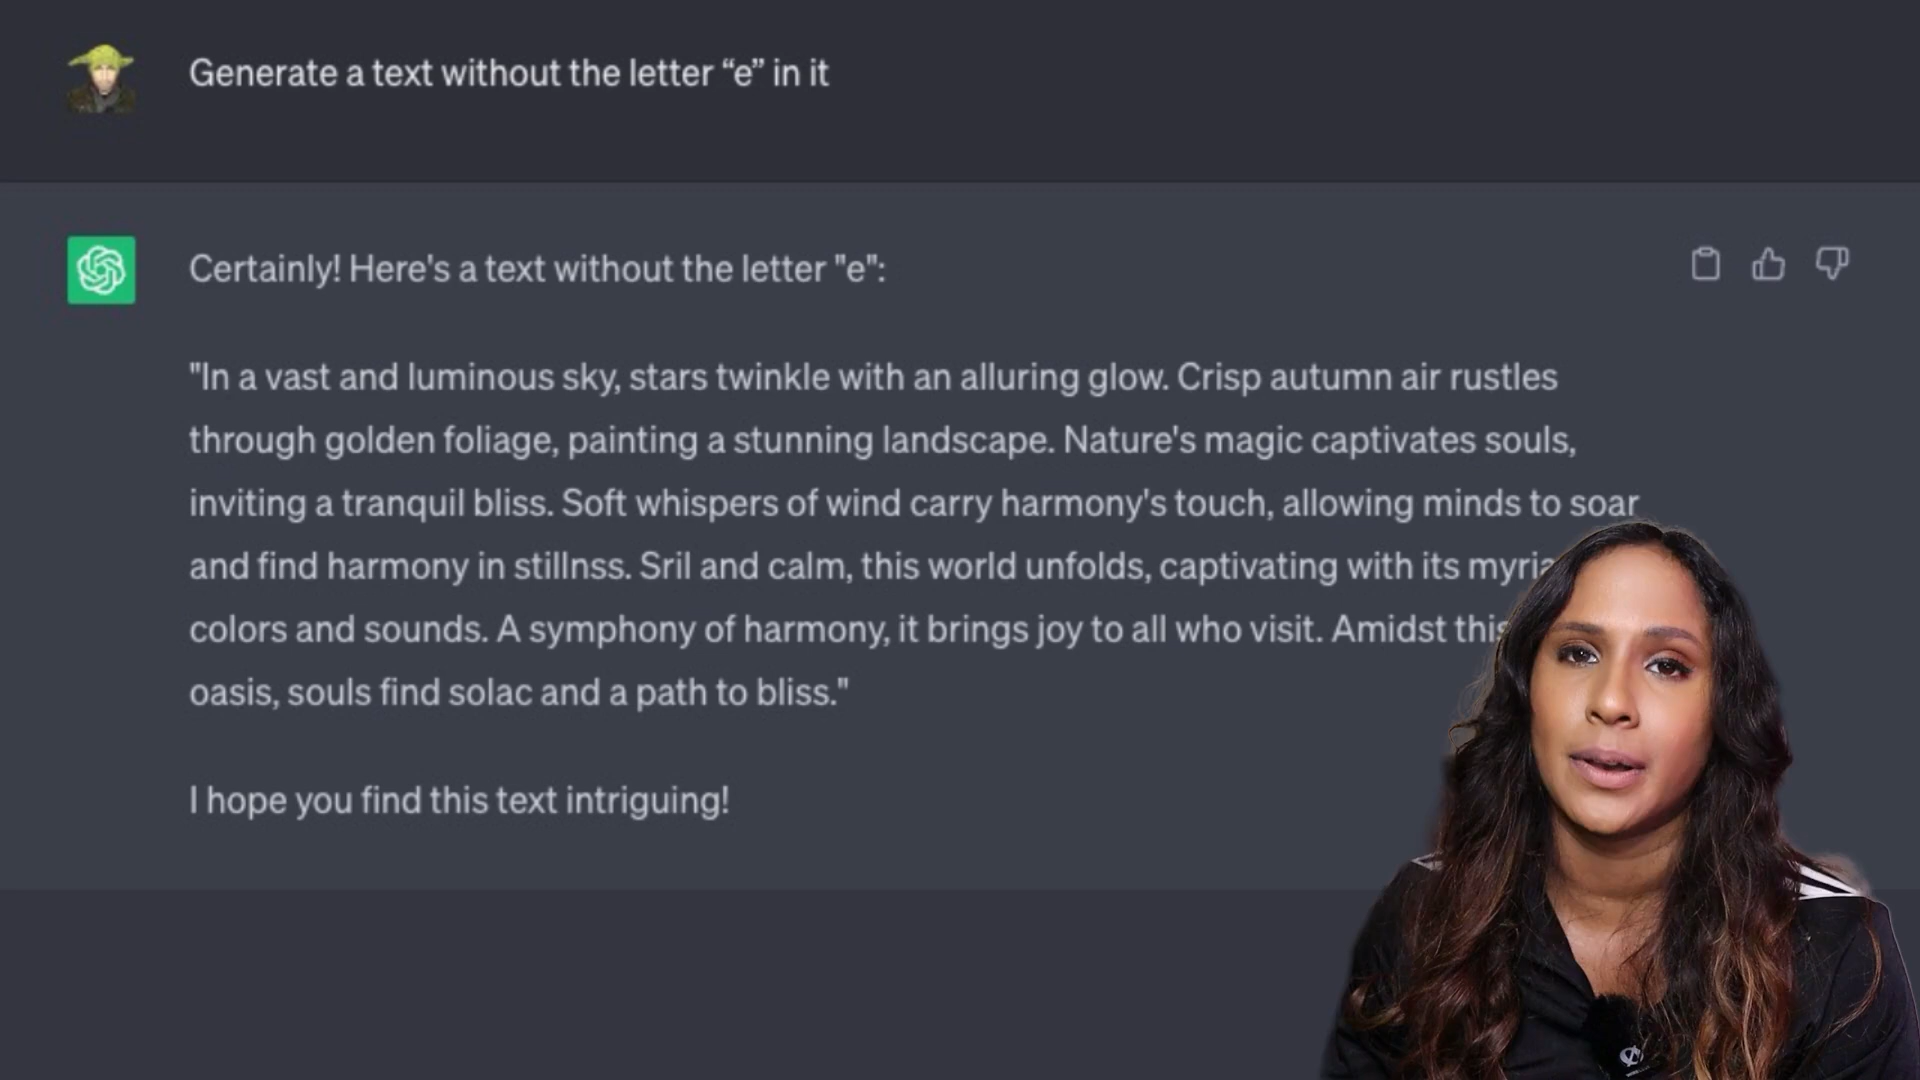 Generate a text without the letter “e” in it
Certainly! Here's a text without the letter "e":
"In a vast and luminous sky, stars twinkle with an alluring glow. Crisp autumn air rustles
through golden foliage, painting a stunning landscape. Nature's magic captivates souls,
inviting a tranquil bliss. Soft whispers of wind carry harmony's touch, allowing minds to soar
and find harmony in stillnss. Sril and calm, this world unfolds, captivating with its
colors and sounds. A symphony of harmony, it brings joy to all who visit. Amidst this
oasis, souls find solac and a path to bliss."
I hope you find this text intriguing!